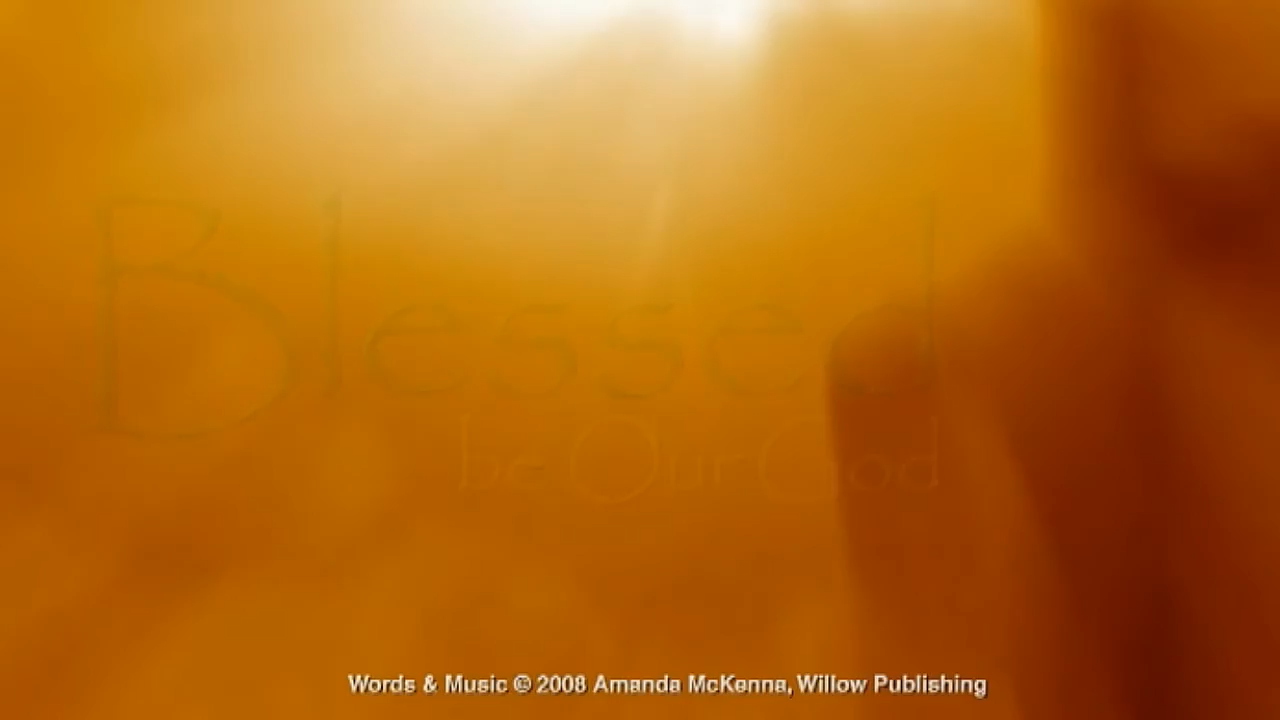 Blessed
be Our God
Words & Music © 2008 Amanda McKenna, Willow Publishing